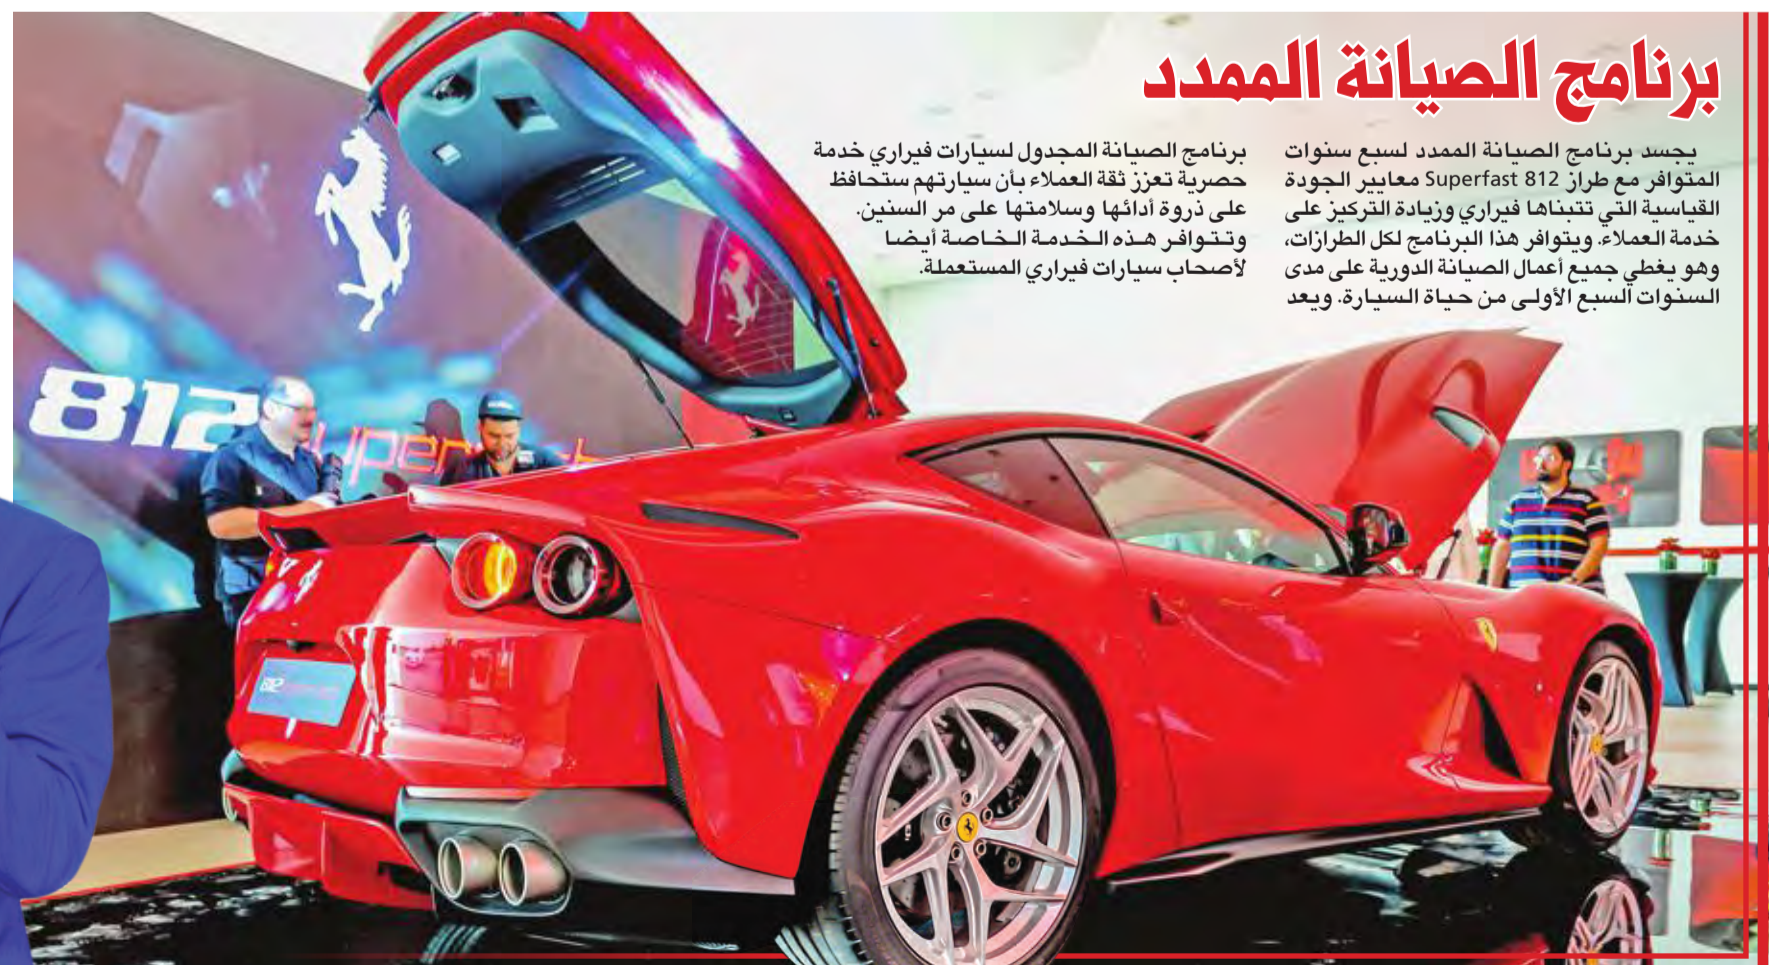 برنامج الصيانة الممدد
يجسد برنامج الصيانة الممدد لسبع سنوات
المتوافر مع طراز 812 Superfast معايير الجودة
القياسية التي تتبناها فيراري وزيادة التركيز على
خدمة العملاء. ويتوافر هذا البرنامج لكل الطرازات،
وهو يغطي جميع أعمال الصيانة الدورية على مدى
السنوات السبع الأولى من حياة السيارة. ويعد
برنامج الصيانة المجدول لسيارات فيراري خدمة
حصرية تعزز ثقة العملاء بأن سيارتهم ستحافظ
على ذروة أدائها وسلامتها على مر السنين.
وتتوافر هذه الخدمة الخاصة أيضا
لأصحاب سيارات فيراري المستعملة.
812
812